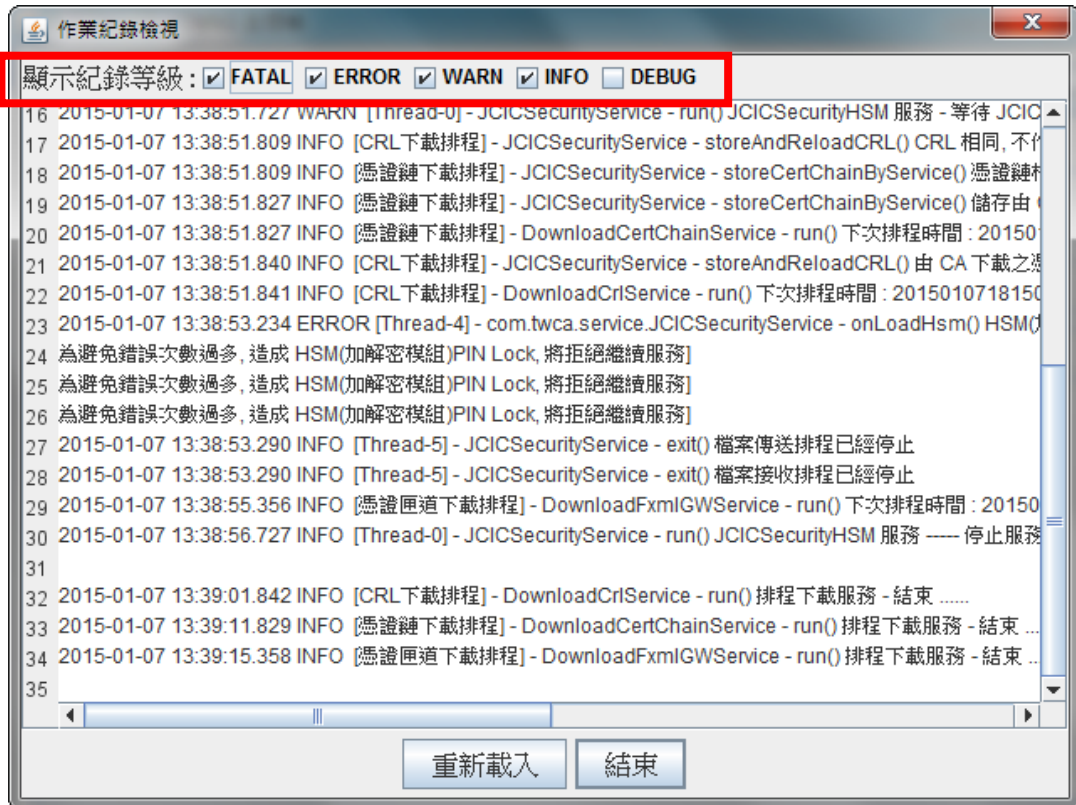 作業紀錄檢視
顯示紀錄等級 : FATAL ERROR WARN INFO DEBUG
16 2015-01-07 13:38:51.727 WARN [Thread-0] - JCICSecurityService - run() JCICSecurityHSM 服務 - 等待 JCIC
17 2015-01-07 13:38:51.809 INFO [CRL下載排程] - JCICSecurityService - storeAndReloadCRL() CRL 相同, 不
18 2015-01-07 13:38:51.809 INFO [憑證鏈下載排程] - JCICSecurityService - storeCertChainByService() 憑證鏈
19 2015-01-07 13:38:51.827 INFO [憑證鏈下載排程] - JCICSecurityService - storeCertChainByService() 儲存由
20 2015-01-07 13:38:51.827 INFO [憑證鏈下載排程] - DownloadCertChainService - run() 下次排程時間 : 20150
21 2015-01-07 13:38:51.840 INFO [CRL下載排程] - JCICSecurityService - storeAndReloadCRL() 由 CA 下載之憑
22 2015-01-07 13:38:51.841 INFO [CRL下載排程] - DownloadCrlService - run() 下次排程時間 : 2015010718150
23 2015-01-07 13:38:53.234 ERROR [Thread-4] - com.twca.service.JCICSecurityService - onLoadHsm() HSM(加
24 為避免錯誤次數過多, 造成 HSM(加解密模組)PIN Lock, 將拒絕繼續服務]
25 為避免錯誤次數過多, 造成 HSM(加解密模組)PIN Lock, 將拒絕繼續服務]
26 為避免錯誤次數過多, 造成 HSM(加解密模組)PIN Lock, 將拒絕繼續服務]
27 2015-01-07 13:38:53.290 INFO [Thread-5] - JCICSecurityService - exit() 檔案傳送排程已經停止
28 2015-01-07 13:38:53.290 INFO [Thread-5] - JCICSecurityService - exit() 檔案接收排程已經停止
29 2015-01-07 13:38:55.356 INFO [憑證匣道下載排程] - DownloadFxmlGWService - run() 下次排程時間 : 20150
30 2015-01-07 13:38:56.727 INFO [Thread-0] - JCICSecurityService - run() JCICSecurityHSM 服務 ----- 停止服務
31
32 2015-01-07 13:39:01.842 INFO [CRL下載排程] - DownloadCrlService - run() 排程下載服務 - 結束 ......
33 2015-01-07 13:39:11.829 INFO [憑證鏈下載排程] - DownloadCertChainService - run() 排程下載服務 - 結束 ...
34 2015-01-07 13:39:15.358 INFO [憑證匣道下載排程] - DownloadFxmlGWService - run() 排程下載服務 - 結束 ..
35
重新載入 結束